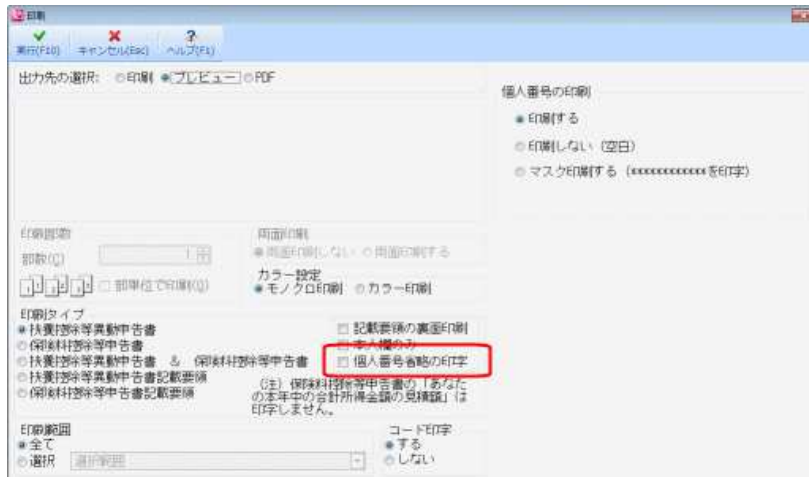 印刷
実行(F10) キャンセル(Esc) ヘルプ(F1)
出力先の選択: 印刷 プレビュー PDF
個人番号の印刷
印刷する
印刷しない(空白)
マスク印刷する(************を印字)
印刷部数
部数(C) 1
部単位で印刷(O)
両面印刷
両面印刷しない 両面印刷する
カラー設定
モノクロ印刷 カラー印刷
印刷タイプ
扶養控除等異動申告書
保険料控除等申告書
扶養控除等異動申告書 & 保険料控除等申告書
扶養控除等異動申告書記載要領
保険料控除等申告書記載要領
記載要領の裏面印刷
本人欄のみ
個人番号省略の印字
(注)保険料控除等申告書の「あなた
の本年中の合計所得金額の見積額」は
印字しません。
印刷範囲
全て
選択 選択範囲
コード印字
する
しない